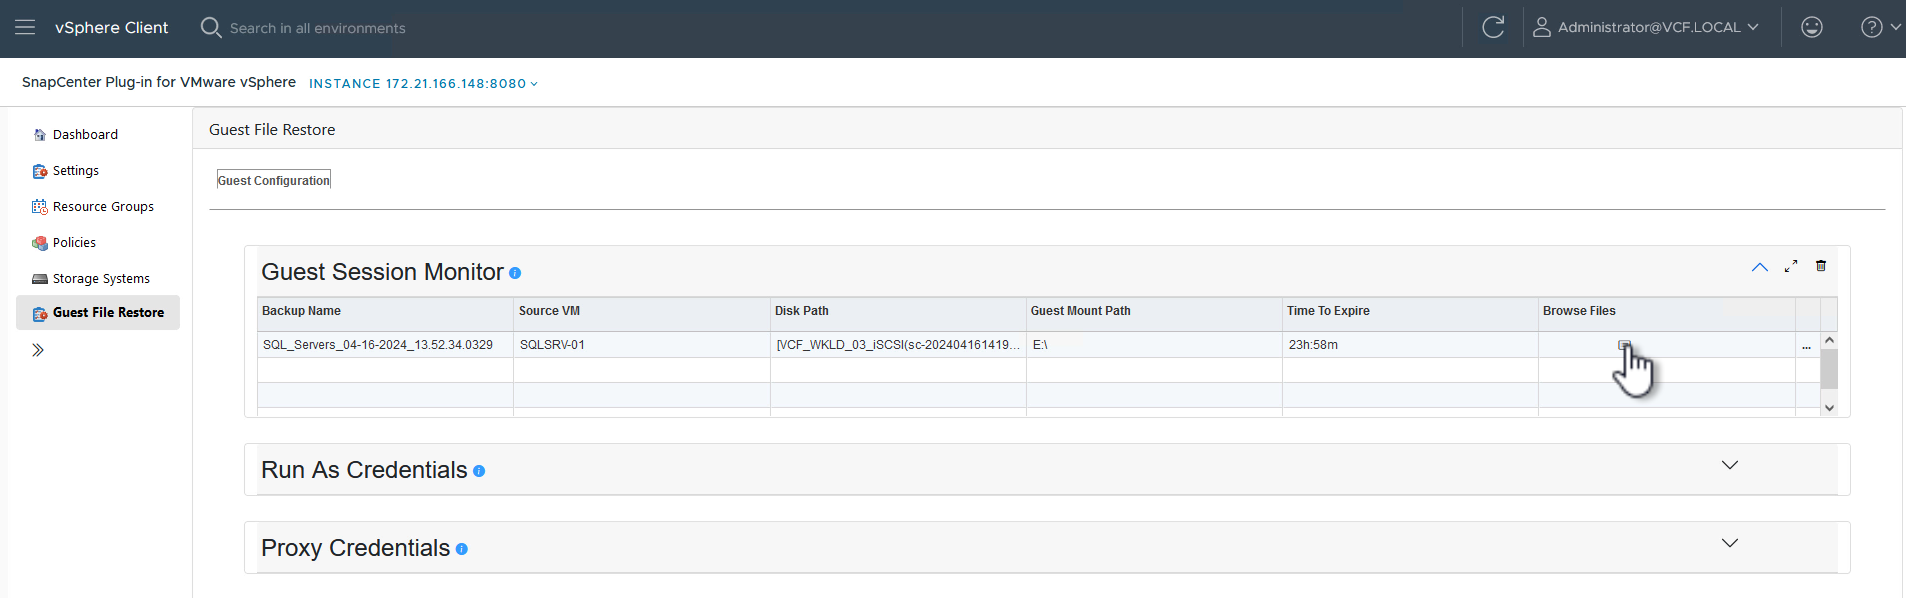 vSphere Client
Search in all environments
Administrator@VCF.LOCAL
SnapCenter Plug-in for VMware vSphere INSTANCE 172.21.166.148:8080
Dashboard
Settings
Resource Groups
Policies
Storage Systems
Guest File Restore
Guest File Restore
Guest Configuration
Guest Session Monitor
Backup Name Source VM Disk Path Guest Mount Path Time To Expire Browse Files
SQL_Servers_04-16-2024_13.52.34.0329 SQLSRV-01 [VCF_WKLD_03_iSCSI(sc-202404161419... E:\ 23h:58m ...
Run As Credentials
Proxy Credentials